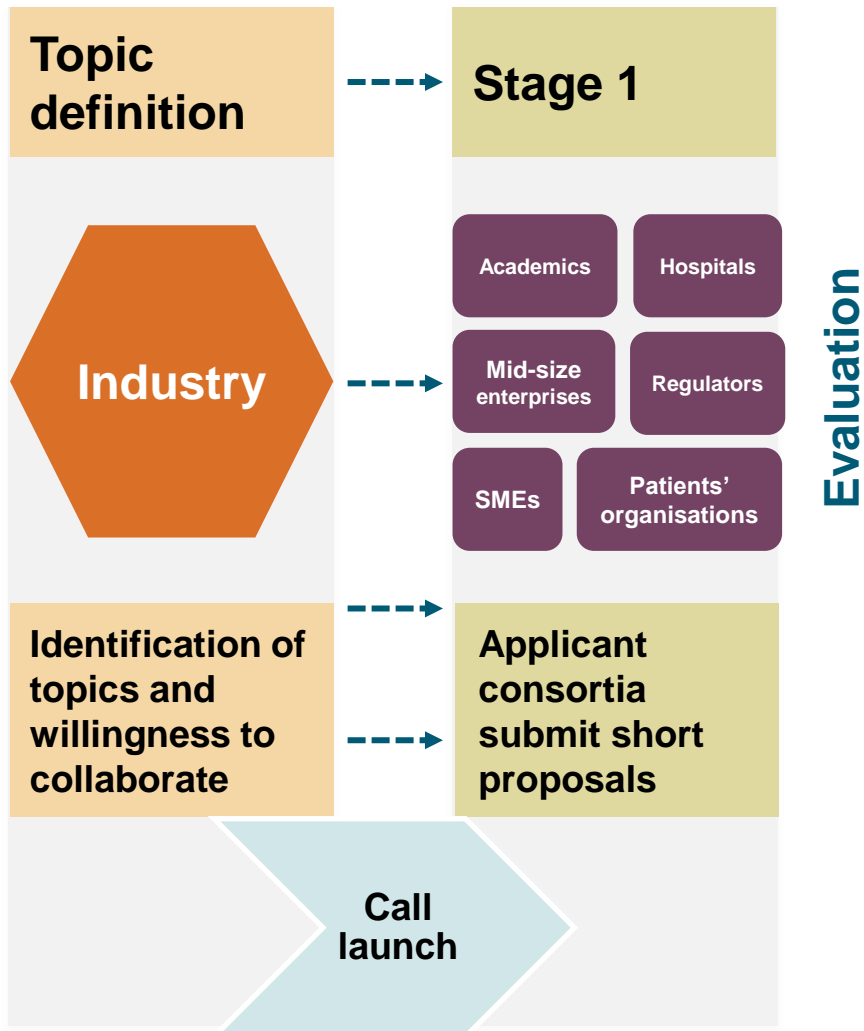 Topic
definition
Stage 1
Industry
Academics
Hospitals
Mid-size
enterprises
Regulators
SMEs
Patients’
organisations
Evaluation
Identification of
topics and
willingness to
collaborate
Applicant
consortia
submit short
proposals
Call
launch